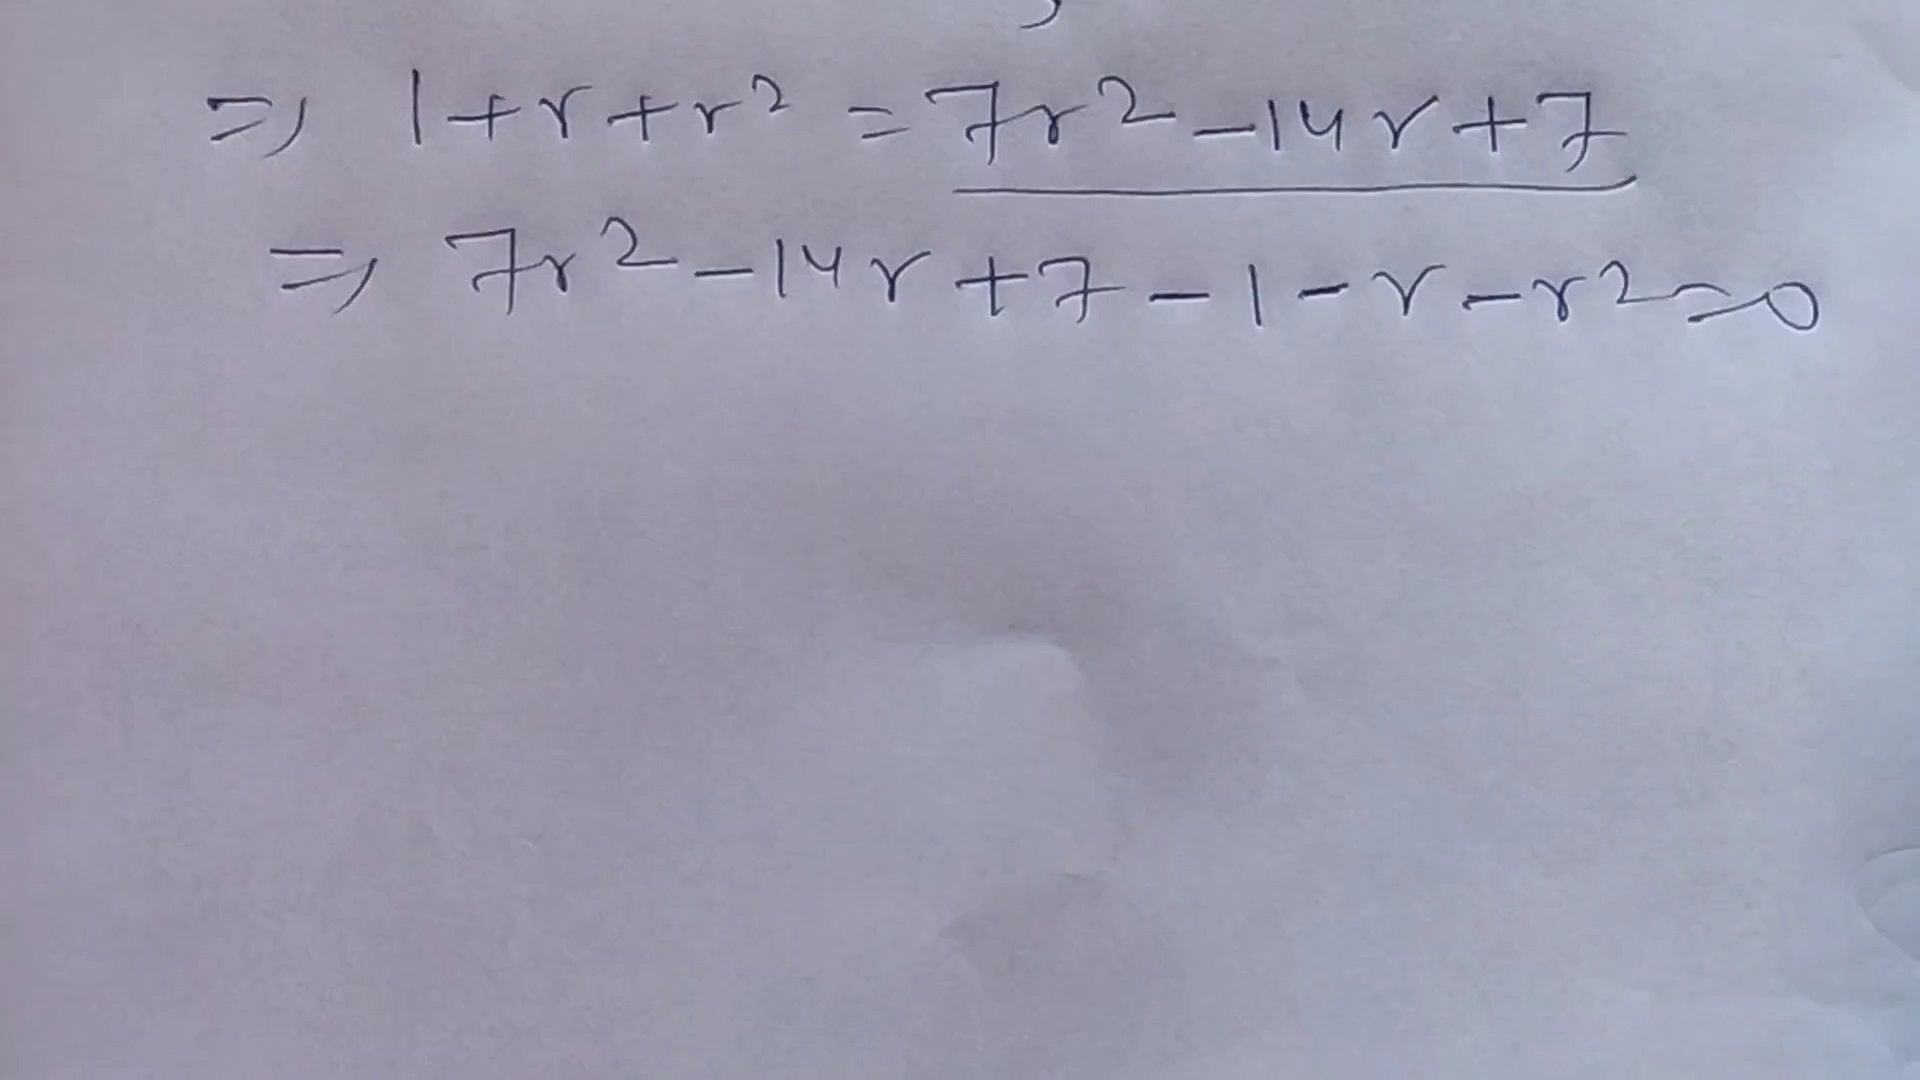 => 1+r+r² = 7r²-14r+7
=> 7r²-14r+7-1-r-r²=0